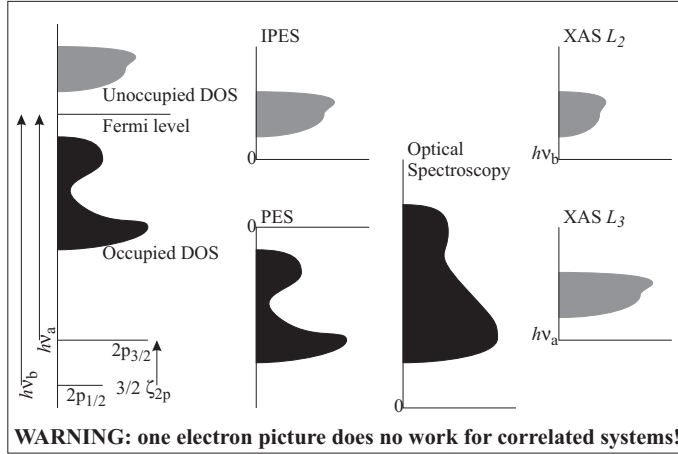 IPES
XAS L2
Unoccupied DOS
Fermi level
0
Optical
Spectroscopy
hνb
0
PES
XAS L3
Occupied DOS
hνa
hνb
2p3/2
hνa
2p1/2
3/2 ζ2p
0
WARNING: one electron picture does no work for correlated systems!